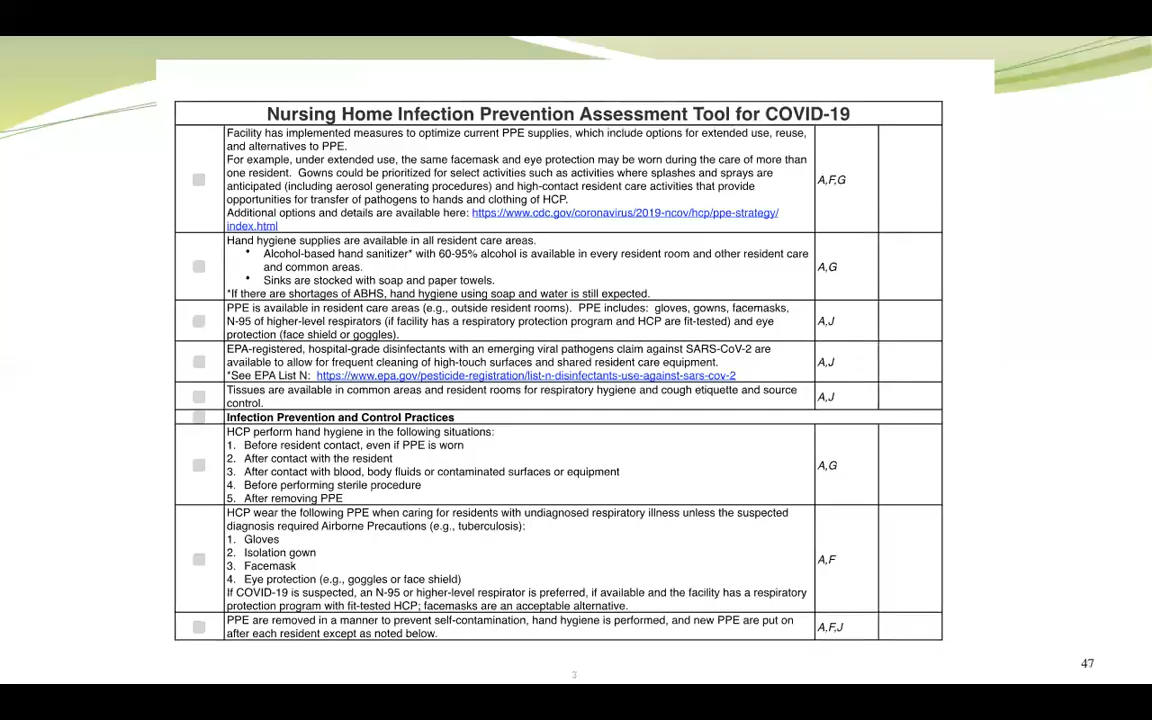 Nursing Home Infection Prevention Assessment Tool for COVID-19
Facility has implemented measures to optimize current PPE supplies, which include options for extended use, reuse,
and alternatives to PPE.
For example, under extended use, the same facemask and eye protection may be worn during the care of more than
one resident. Gowns could be prioritized for select activities such as activities where splashes and sprays are
anticipated (including aerosol generating procedures) and high-contact resident care activities that provide
opportunities for transfer of pathogens to hands and clothing of HCP.
Additional options and details are available here: https://www.cdc.gov/coronavirus/2019-ncov/hcp/ppe-strategy/
index.html
A,F,G
Hand hygiene supplies are available in all resident care areas.
• Alcohol-based hand sanitizer* with 60-95% alcohol is available in every resident room and other resident care
and common areas.
• Sinks are stocked with soap and paper towels.
*If there are shortages of ABHS, hand hygiene using soap and water is still expected.
A,G
PPE is available in resident care areas (e.g., outside resident rooms). PPE includes: gloves, gowns, facemasks,
N-95 of higher-level respirators (if facility has a respiratory protection program and HCP are fit-tested) and eye
protection (face shield or goggles).
A,J
EPA-registered, hospital-grade disinfectants with an emerging viral pathogens claim against SARS-CoV-2 are
available to allow for frequent cleaning of high-touch surfaces and shared resident care equipment.
*See EPA List N: https://www.epa.gov/pesticide-registration/list-n-disinfectants-use-against-sars-cov-2
A,J
Tissues are available in common areas and resident rooms for respiratory hygiene and cough etiquette and source
control.
A,J
Infection Prevention and Control Practices
HCP perform hand hygiene in the following situations:
1. Before resident contact, even if PPE is worn
2. After contact with the resident
3. After contact with blood, body fluids or contaminated surfaces or equipment
4. Before performing sterile procedure
5. After removing PPE
A,G
HCP wear the following PPE when caring for residents with undiagnosed respiratory illness unless the suspected
diagnosis required Airborne Precautions (e.g., tuberculosis):
1. Gloves
2. Isolation gown
3. Facemask
4. Eye protection (e.g., goggles or face shield)
If COVID-19 is suspected, an N-95 or higher-level respirator is preferred, if available and the facility has a respiratory
protection program with fit-tested HCP; facemasks are an acceptable alternative.
A,F
PPE are removed in a manner to prevent self-contamination, hand hygiene is performed, and new PPE are put on
after each resident except as noted below.
A,F,J
47
3